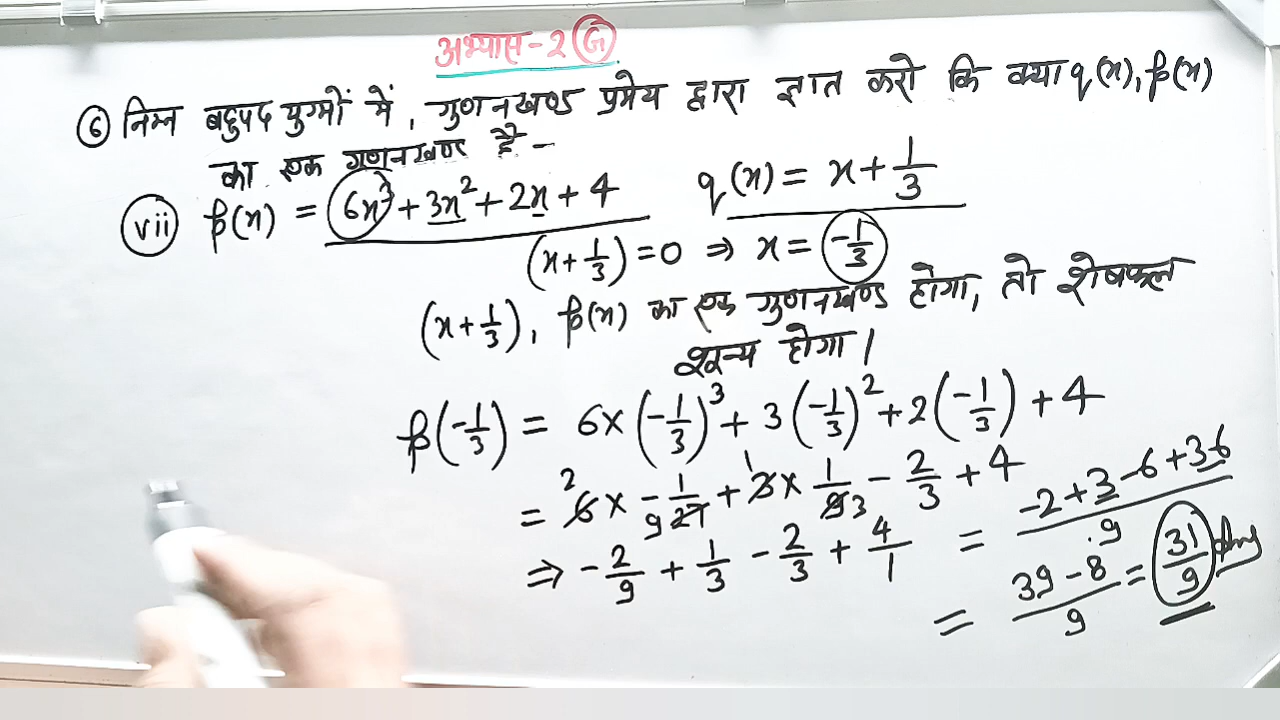 अभ्यास-2 G
6 निम्न बहुपद युग्मों में, गुणनखण्ड प्रमेय द्वारा ज्ञात करो कि क्या q(x), p(x)
का एक गुणनखण्ड है -
vii p(x) = 6x³ + 3x² + 2x + 4 q(x) = x + 1/3
(x + 1/3) = 0 ⇒ x = -1/3
(x + 1/3), p(x) का एक गुणनखण्ड होगा, तो शेषफल
शून्य होगा।
p(-1/3) = 6×(-1/3)³ + 3(-1/3)² + 2(-1/3) + 4
= 6× -1/27 + 3× 1/9 - 2/3 + 4
⇒ -2/9 + 1/3 - 2/3 + 4/1 = (-2+3-6+36)/9
= (39-8)/9 = 31/9 Ans